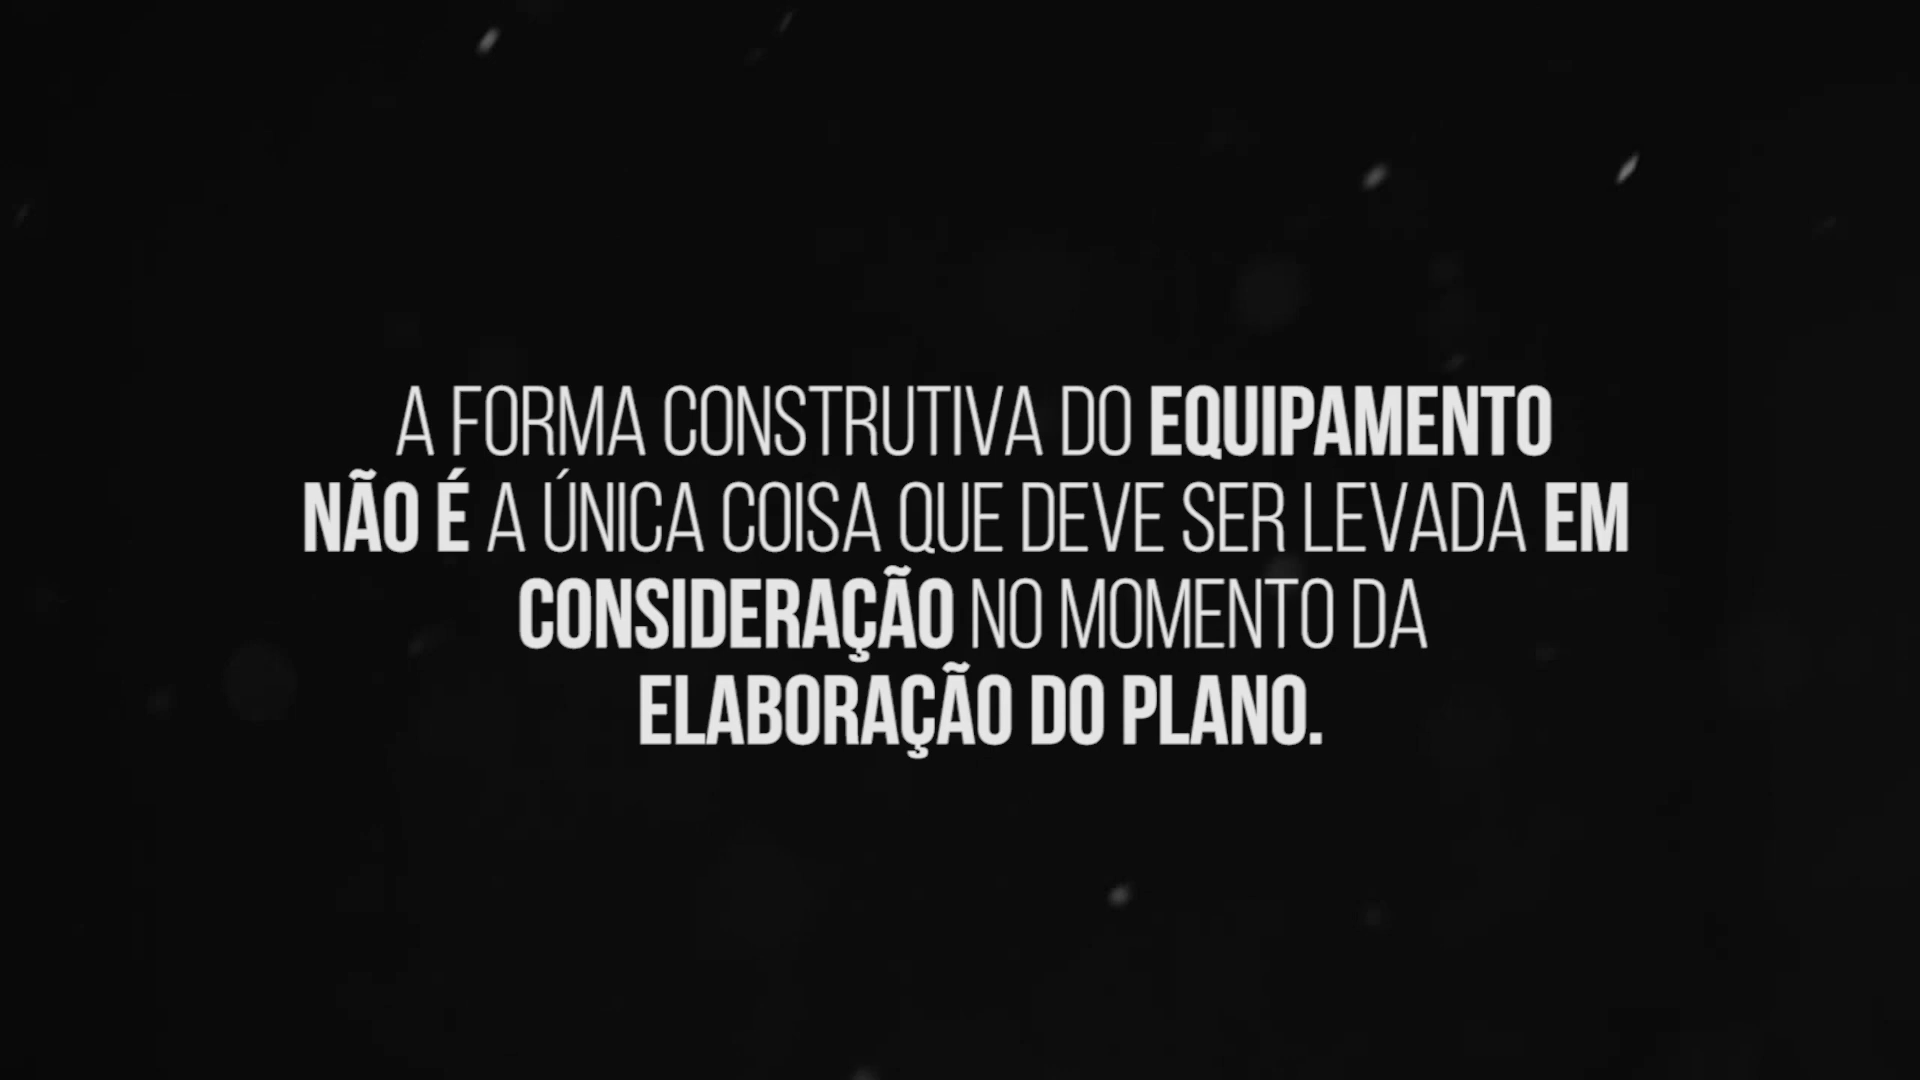 A FORMA CONSTRUTIVA DO EQUIPAMENTO
NÃO É A ÚNICA COISA QUE DEVE SER LEVADA EM
CONSIDERAÇÃO NO MOMENTO DA
ELABORAÇÃO DO PLANO.